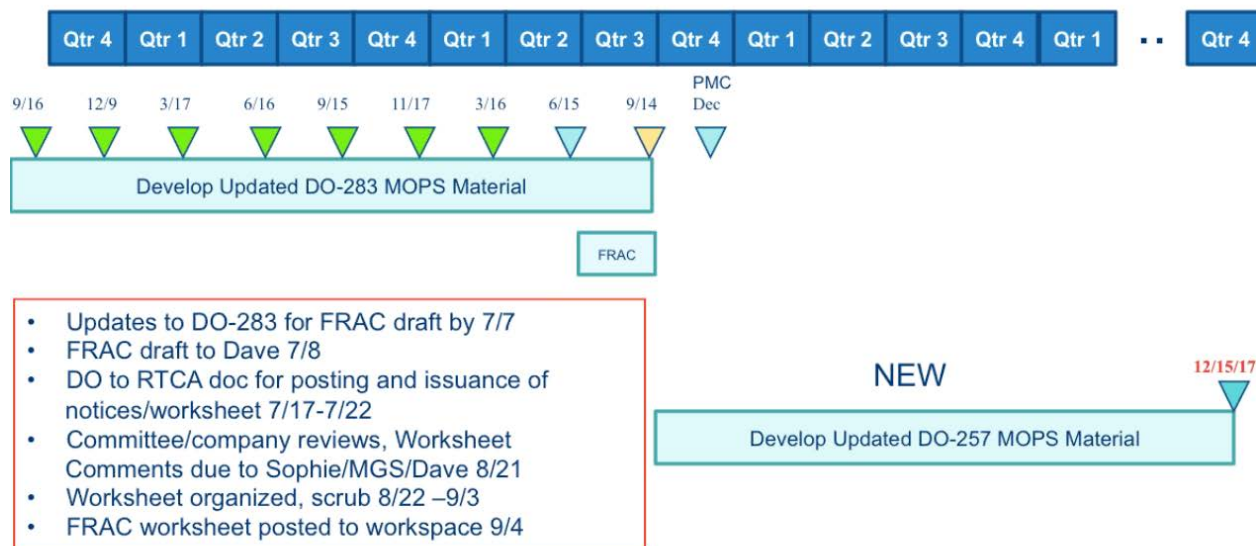 Qtr 4 Qtr 1 Qtr 2 Qtr 3 Qtr 4 Qtr 1 Qtr 2 Qtr 3 Qtr 4 Qtr 1 Qtr 2 Qtr 3 Qtr 4 Qtr 1 .. Qtr 4
PMC
9/16 12/9 3/17 6/16 9/15 11/17 3/16 6/15 9/14 Dec
Develop Updated DO-283 MOPS Material
FRAC
• Updates to DO-283 for FRAC draft by 7/7
• FRAC draft to Dave 7/8
• DO to RTCA doc for posting and issuance of
notices/worksheet 7/17-7/22
• Committee/company reviews, Worksheet
Comments due to Sophie/MGS/Dave 8/21
• Worksheet organized, scrub 8/22 –9/3
• FRAC worksheet posted to workspace 9/4
NEW
12/15/17
Develop Updated DO-257 MOPS Material